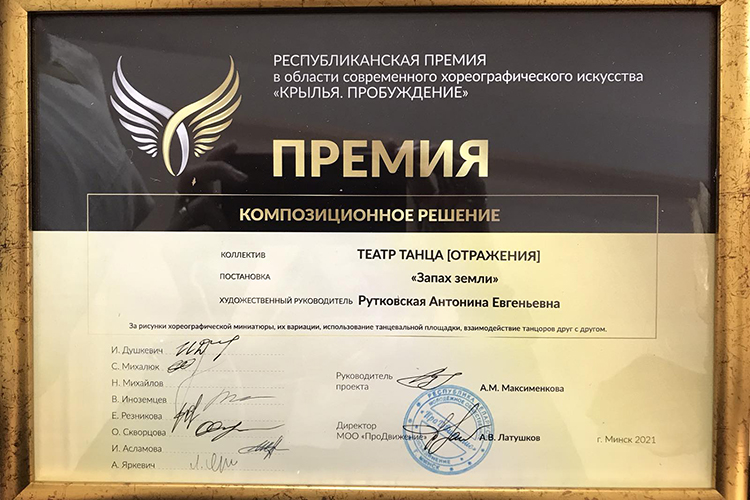 РЕСПУБЛИКАНСКАЯ ПРЕМИЯ
в области современного хореографического искусства
«КРЫЛЬЯ. ПРОБУЖДЕНИЕ»
ПРЕМИЯ
КОМПОЗИЦИОННОЕ РЕШЕНИЕ
КОЛЛЕКТИВ ТЕАТР ТАНЦА [ОТРАЖЕНИЯ]
ПОСТАНОВКА «Запах земли»
ХУДОЖЕСТВЕННЫЙ РУКОВОДИТЕЛЬ Рутковская Антонина Евгеньевна
За рисунки хореографической миниатюры, их вариации, использование танцевальной площадки, взаимодействие танцоров друг с другом.
И. Душкевич
С. Михалюк
Н. Михайлов
В. Иноземцев
Е. Резникова
О. Скворцова
И. Асламова
А. Яркевич
Руководитель
проекта А.М. Максименкова
Директор
МОО «ПроДвижение» А.В. Латушков
г. Минск 2021